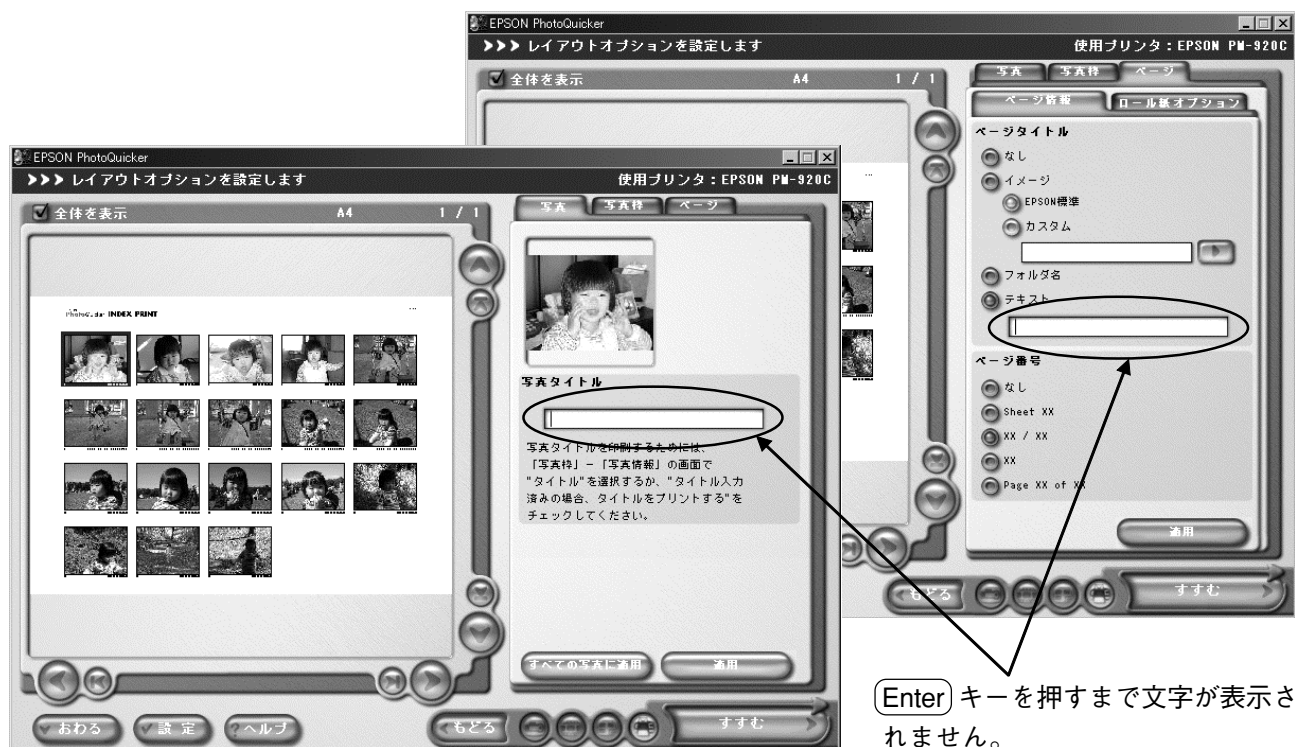 EPSON PhotoQuicker
>>> レイアウトオプションを設定します
使用プリンタ:EPSON PM-920C
全体を表示
A4
1 / 1
写真
写真枠
ページ
ページ情報
ロール紙オプション
ページタイトル
なし
イメージ
EPSON標準
カスタム
フォルダ名
テキスト
ページ番号
なし
Sheet XX
XX / XX
XX
Page XX of XX
適用
もどる
すすむ
EPSON PhotoQuicker
>>> レイアウトオプションを設定します
使用プリンタ:EPSON PM-920C
全体を表示
A4
1 / 1
INDEX PRINT
写真
写真枠
ページ
写真タイトル
写真タイトルを印刷するためには、
「写真枠」-「写真情報」の画面で
"タイトル"を選択するか、"タイトル入力
済みの場合、タイトルをプリントする"を
チェックしてください。
すべての写真に適用
適用
おわる
設 定
?ヘルプ
もどる
すすむ
Enter キーを押すまで文字が表示さ
れません。